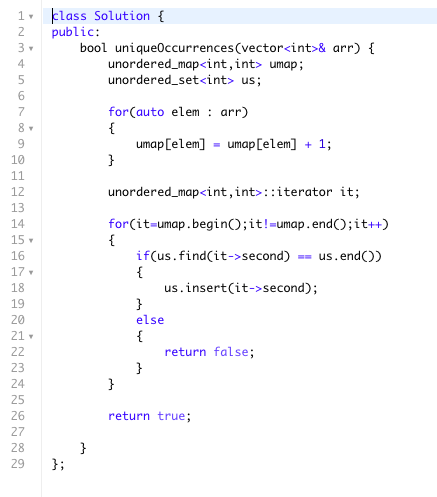 1 class Solution {
2 public:
3     bool uniqueOccurrences(vector<int>& arr) {
4         unordered_map<int,int> umap;
5         unordered_set<int> us;
6
7         for(auto elem : arr)
8         {
9             umap[elem] = umap[elem] + 1;
10         }
11
12         unordered_map<int,int>::iterator it;
13
14         for(it=umap.begin();it!=umap.end();it++)
15         {
16             if(us.find(it->second) == us.end())
17             {
18                 us.insert(it->second);
19             }
20             else
21             {
22                 return false;
23             }
24         }
25
26         return true;
27
28     }
29 };